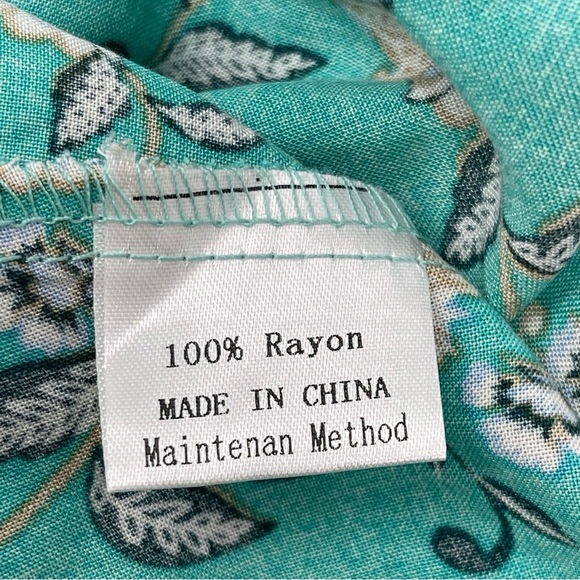 100% Rayon
MADE IN CHINA
Maintenan Method